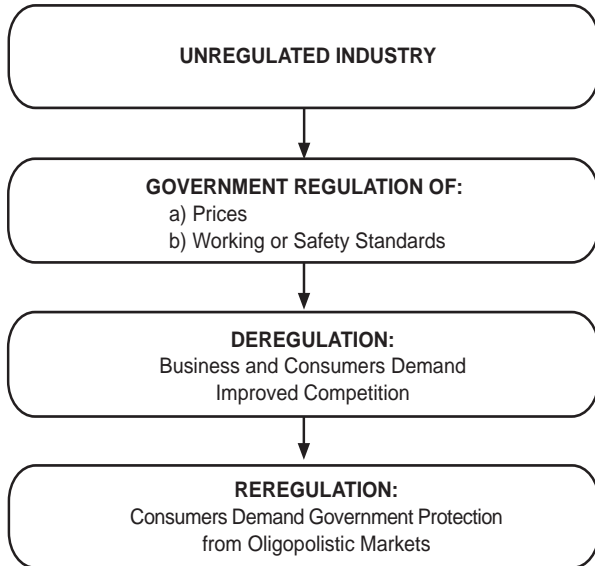 UNREGULATED INDUSTRY
GOVERNMENT REGULATION OF:
a) Prices
b) Working or Safety Standards
DEREGULATION:
Business and Consumers Demand
Improved Competition
REREGULATION:
Consumers Demand Government Protection
from Oligopolistic Markets